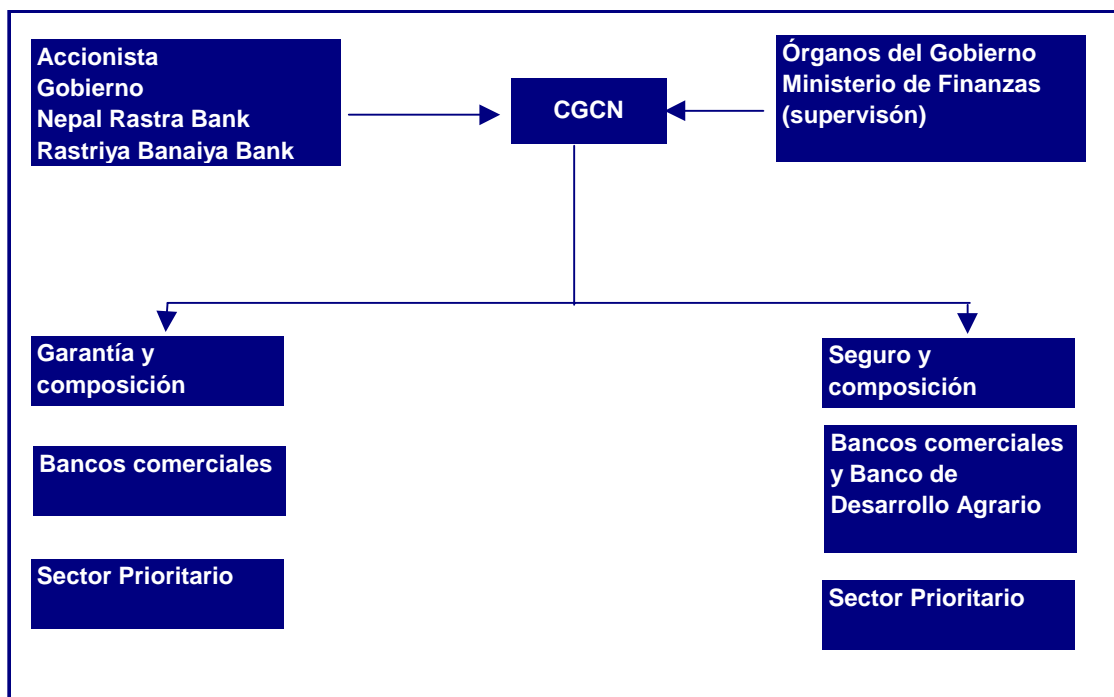 Accionista
Gobierno
Nepal Rastra Bank
Rastriya Banaiya Bank
CGCN
Órganos del Gobierno
Ministerio de Finanzas
(supervisón)
Garantía y
composición
Bancos comerciales
Sector Prioritario
Seguro y
composición
Bancos comerciales
y Banco de
Desarrollo Agrario
Sector Prioritario